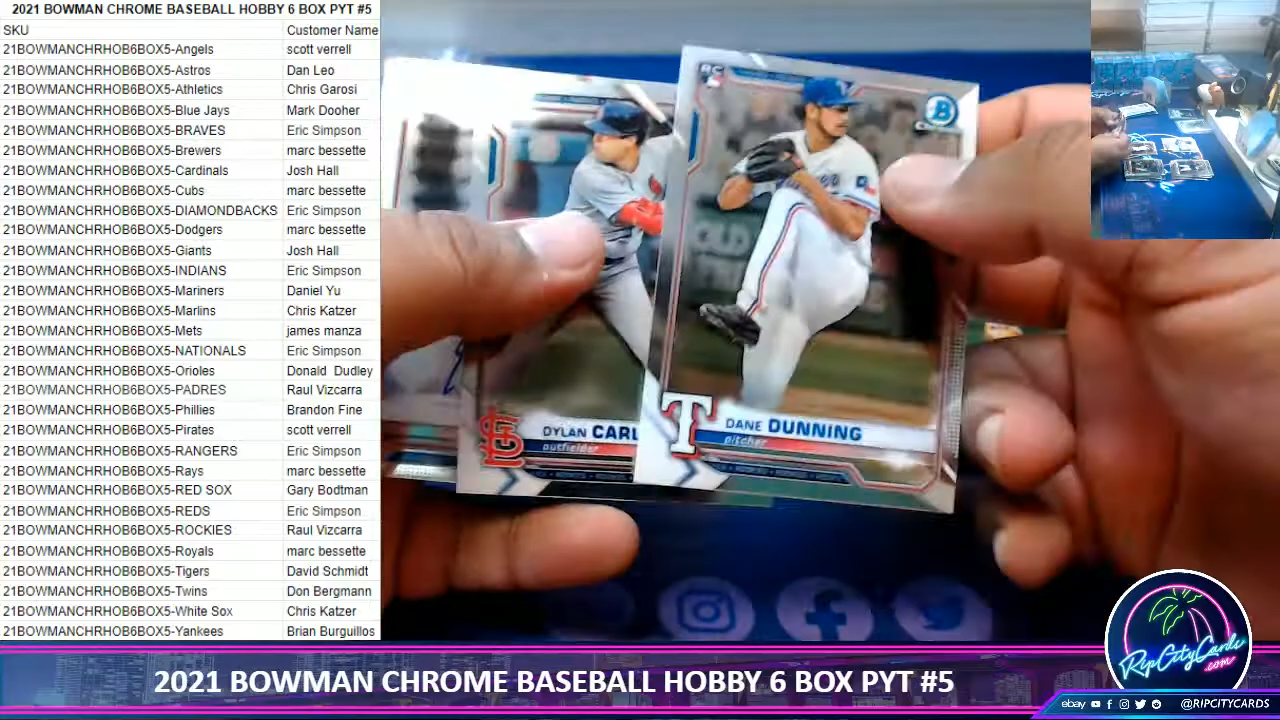 2021 BOWMAN CHROME BASEBALL HOBBY 6 BOX PYT #5
SKU Customer Name
21BOWMANCHRHOB6BOX5-Angels scott verrell
21BOWMANCHRHOB6BOX5-Astros Dan Leo
21BOWMANCHRHOB6BOX5-Athletics Chris Garosi
21BOWMANCHRHOB6BOX5-Blue Jays Mark Dooher
21BOWMANCHRHOB6BOX5-BRAVES Eric Simpson
21BOWMANCHRHOB6BOX5-Brewers marc bessette
21BOWMANCHRHOB6BOX5-Cardinals Josh Hall
21BOWMANCHRHOB6BOX5-Cubs marc bessette
21BOWMANCHRHOB6BOX5-DIAMONDBACKS Eric Simpson
21BOWMANCHRHOB6BOX5-Dodgers marc bessette
21BOWMANCHRHOB6BOX5-Giants Josh Hall
21BOWMANCHRHOB6BOX5-INDIANS Eric Simpson
21BOWMANCHRHOB6BOX5-Mariners Daniel Yu
21BOWMANCHRHOB6BOX5-Marlins Chris Katzer
21BOWMANCHRHOB6BOX5-Mets james manza
21BOWMANCHRHOB6BOX5-NATIONALS Eric Simpson
21BOWMANCHRHOB6BOX5-Orioles Donald  Dudley
21BOWMANCHRHOB6BOX5-PADRES Raul Vizcarra
21BOWMANCHRHOB6BOX5-Phillies Brandon Fine
21BOWMANCHRHOB6BOX5-Pirates scott verrell
21BOWMANCHRHOB6BOX5-RANGERS Eric Simpson
21BOWMANCHRHOB6BOX5-Rays marc bessette
21BOWMANCHRHOB6BOX5-RED SOX Gary Bodtman
21BOWMANCHRHOB6BOX5-REDS Eric Simpson
21BOWMANCHRHOB6BOX5-ROCKIES Raul Vizcarra
21BOWMANCHRHOB6BOX5-Royals marc bessette
21BOWMANCHRHOB6BOX5-Tigers David Schmidt
21BOWMANCHRHOB6BOX5-Twins Don Bergmann
21BOWMANCHRHOB6BOX5-White Sox Chris Katzer
21BOWMANCHRHOB6BOX5-Yankees Brian Burguillos
RC
B
OLD
DYLAN CARL
outfielder
T
DANE DUNNING
pitcher
RipCityCards
.com
2021 BOWMAN CHROME BASEBALL HOBBY 6 BOX PYT #5
ebay @RIPCITYCARDS